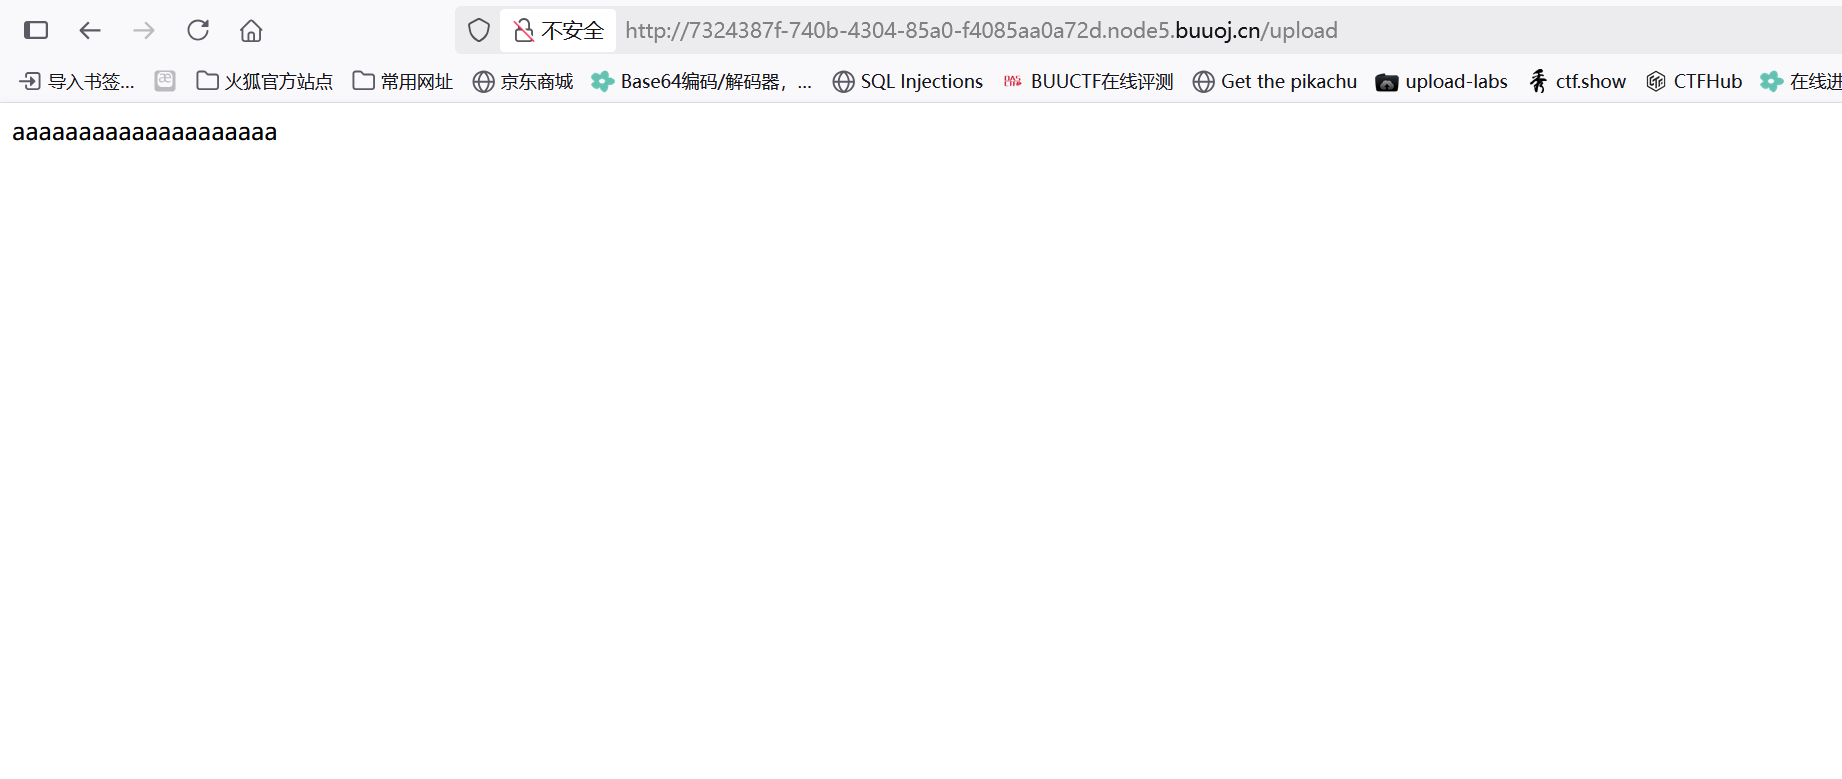 不安全 http://7324387f-740b-4304-85a0-f4085aa0a72d.node5.buuoj.cn/upload
导入书签... æ 火狐官方站点 常用网址 京东商城 Base64编码/解码器，... SQL Injections BUUCTF在线评测 Get the pikachu upload-labs ctf.show CTFHub 在线进
aaaaaaaaaaaaaaaaaaaa